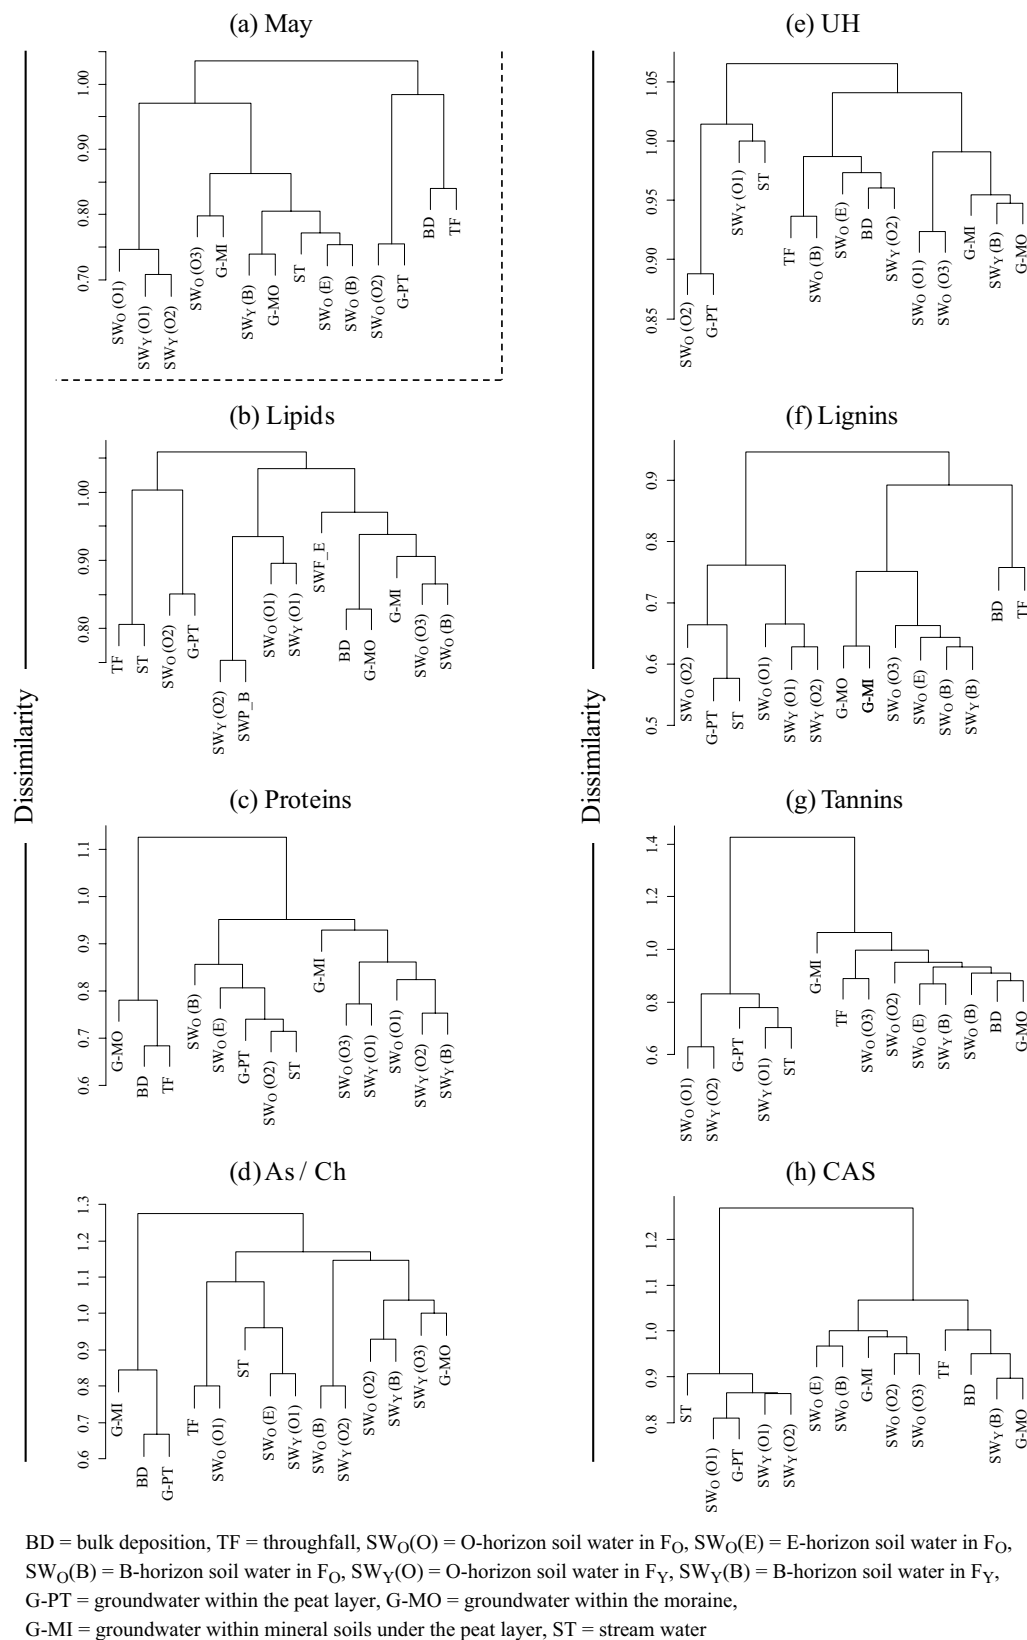 (a) May
Dissimilarity
1.00
0.90
0.80
0.70
SWO (O1)
SWY (O1)
SWY (O2)
SWO (O3)
G-MI
SWY (B)
G-MO
ST
SWO (E)
SWO (B)
SWO (O2)
G-PT
BD
TF
(b) Lipids
1.00
0.90
0.80
TF
ST
SWO (O2)
G-PT
SWY (O2)
SWP_B
SWO (O1)
SWY (O1)
SWF_E
BD
G-MO
G-MI
SWO (O3)
SWO (B)
(c) Proteins
1.1
1.0
0.9
0.8
0.7
0.6
G-MO
BD
TF
SWO (B)
SWO (E)
G-PT
SWO (O2)
ST
G-MI
SWO (O3)
SWY (O1)
SWO (O1)
SWY (O2)
SWY (B)
(d) As / Ch
1.3
1.2
1.1
1.0
0.9
0.8
0.7
0.6
G-MI
BD
G-PT
TF
SWO (O1)
ST
SWO (E)
SWY (O1)
SWO (B)
SWY (O2)
SWO (O2)
SWY (B)
SWY (O3)
G-MO
(e) UH
Dissimilarity
1.05
1.00
0.95
0.90
0.85
SWO (O2)
G-PT
SWY (O1)
ST
TF
SWO (B)
SWO (E)
BD
SWY (O2)
SWO (O1)
SWO (O3)
G-MI
SWY (B)
G-MO
(f) Lignins
0.9
0.8
0.7
0.6
0.5
SWO (O2)
G-PT
ST
SWO (O1)
SWY (O1)
SWY (O2)
G-MO
G-MI
SWO (O3)
SWO (E)
SWO (B)
SWY (B)
BD
TF
(g) Tannins
1.4
1.2
1.0
0.8
0.6
SWO (O1)
SWY (O2)
G-PT
SWY (O1)
ST
G-MI
TF
SWO (O3)
SWO (O2)
SWO (E)
SWY (B)
SWO (B)
BD
G-MO
(h) CAS
1.2
1.1
1.0
0.9
0.8
ST
SWO (O1)
G-PT
SWY (O1)
SWY (O2)
SWO (E)
SWO (B)
G-MI
SWO (O2)
SWO (O3)
TF
BD
SWY (B)
G-MO
BD = bulk deposition, TF = throughfall, SWO(O) = O-horizon soil water in FO, SWO(E) = E-horizon soil water in FO,
SWO(B) = B-horizon soil water in FO, SWY(O) = O-horizon soil water in FY, SWY(B) = B-horizon soil water in FY,
G-PT = groundwater within the peat layer, G-MO = groundwater within the moraine,
G-MI = groundwater within mineral soils under the peat layer, ST = stream water